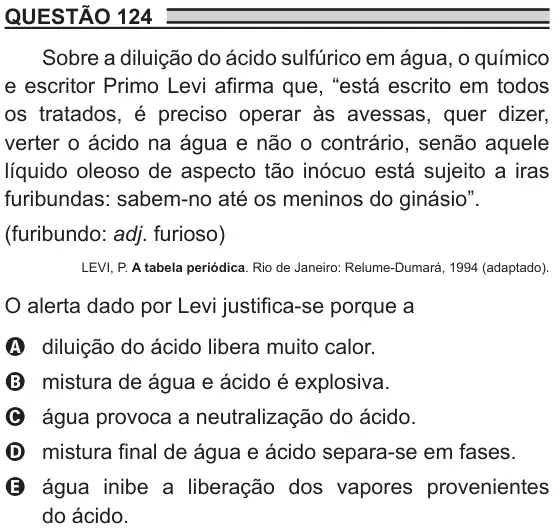 QUESTÃO 124
Sobre a diluição do ácido sulfúrico em água, o químico
e escritor Primo Levi afirma que, “está escrito em todos
os tratados, é preciso operar às avessas, quer dizer,
verter o ácido na água e não o contrário, senão aquele
líquido oleoso de aspecto tão inócuo está sujeito a iras
furibundas: sabem-no até os meninos do ginásio”.
(furibundo: adj. furioso)
LEVI, P. A tabela periódica. Rio de Janeiro: Relume-Dumará, 1994 (adaptado).
O alerta dado por Levi justifica-se porque a
A diluição do ácido libera muito calor.
B mistura de água e ácido é explosiva.
C água provoca a neutralização do ácido.
D mistura final de água e ácido separa-se em fases.
E água inibe a liberação dos vapores provenientes
do ácido.